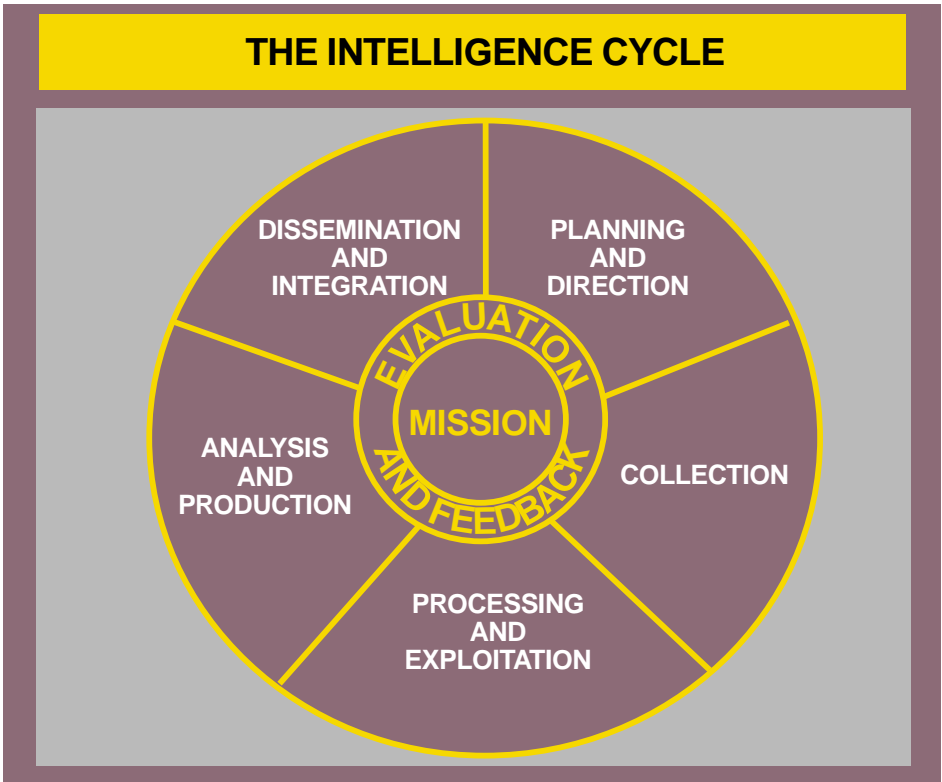 THE INTELLIGENCE CYCLE
DISSEMINATION
AND
INTEGRATION
PLANNING
AND
DIRECTION
EVALUATION
AND FEEDBACK
MISSION
ANALYSIS
AND
PRODUCTION
COLLECTION
PROCESSING
AND
EXPLOITATION